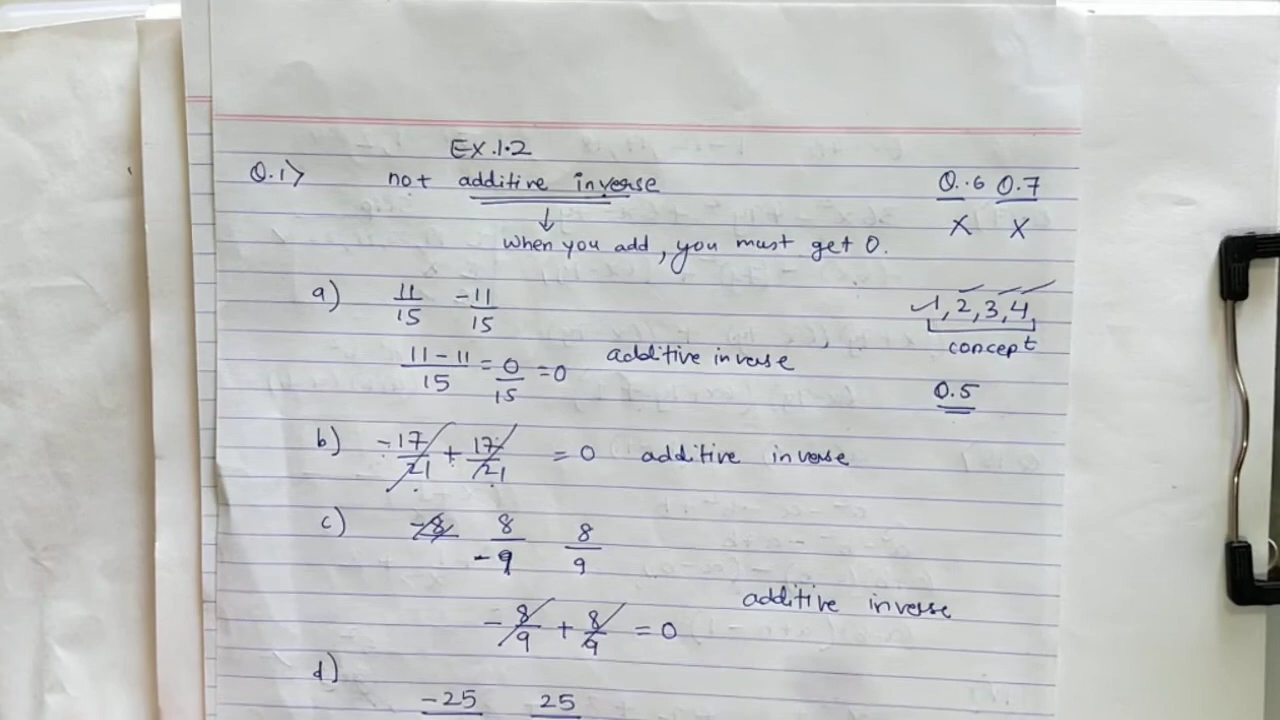 Ex.1.2
Q.1> not additive inverse
Q.6 Q.7
↓
x x
when you add, you must get 0.
a) 11/15 -11/15
✓1, 2, 3, 4,
concept
11-11/15 = 0/15 = 0 additive inverse
Q.5
b) -17/21 + 17/21 = 0 additive inverse
c) -8 8/-9 8/9
additive inverse
-8/9 + 8/9 = 0
d)
-25 25